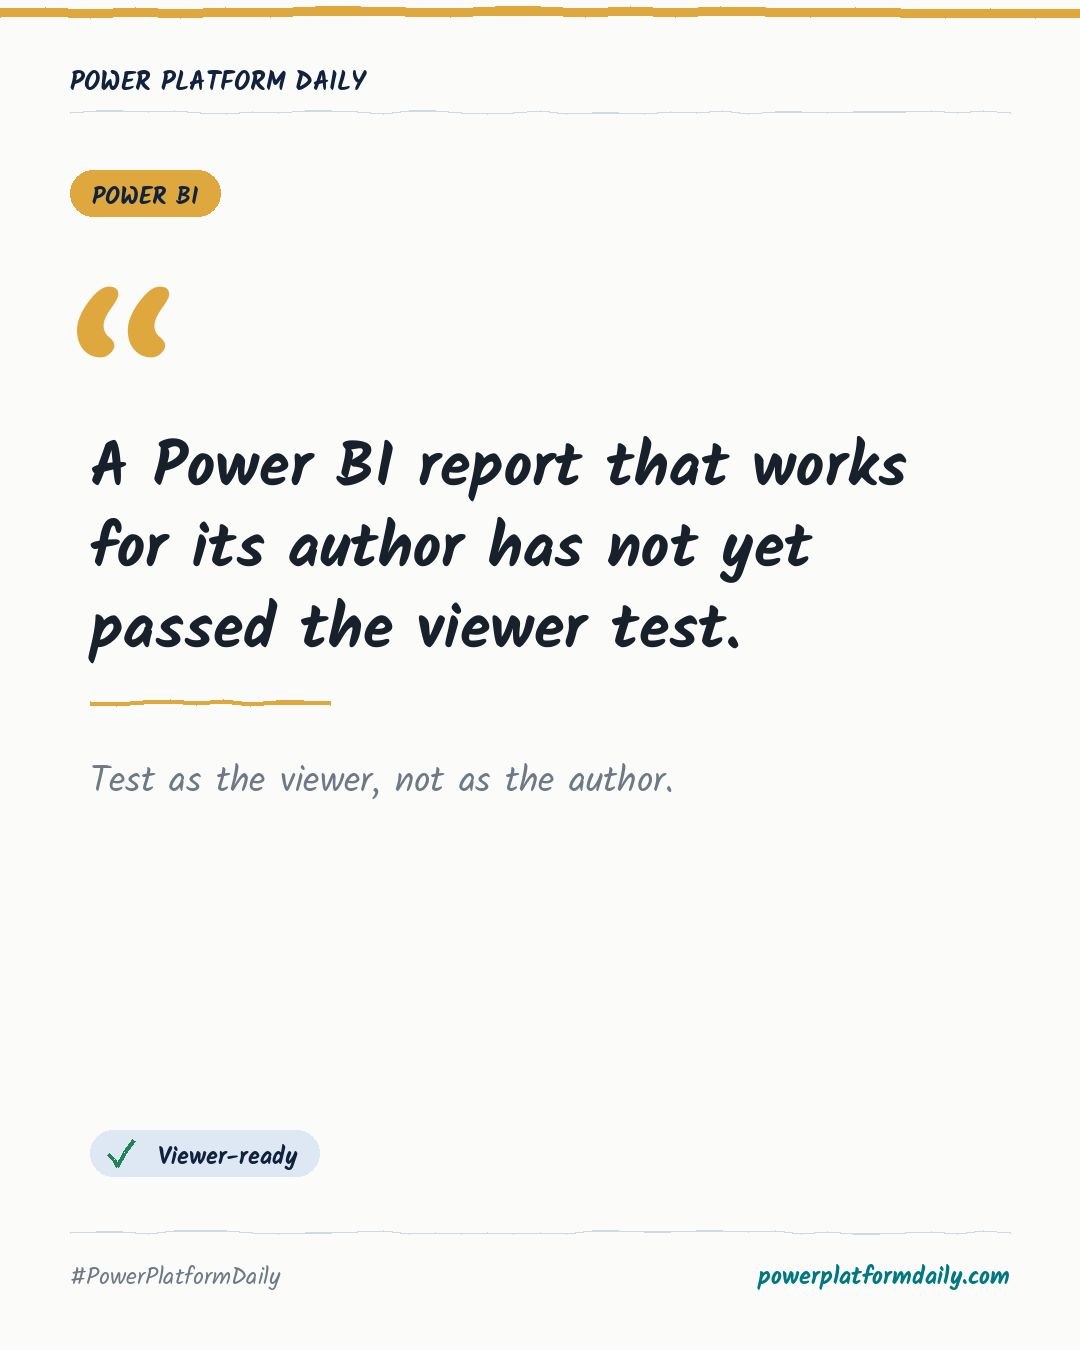 POWER PLATFORM DAILY
POWER BI
“
A Power BI report that works
for its author has not yet
passed the viewer test.
Test as the viewer, not as the author.
Viewer-ready
#PowerPlatformDaily
powerplatformdaily.com